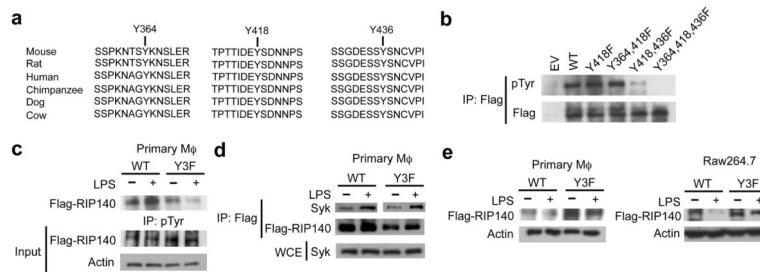 a
Y364 Y418 Y436
Mouse SSPKNTSYKNSLER TPTTIDEYSDNNPS SSGDESSYSNCVPI
Rat SSPKNTSYKNSLER TPTTIDEYSDNNPS SSGDESSYSNCVPI
Human SSPKNAGYKNSLER TPTTIDEYSDNNPS SSGDESSYSNCVPI
Chimpanzee SSPKNAGYKNSLER TPTTIDEYSDNNPS SSGDESSYSNCVPI
Dog SSPKNAGYKNSLER TPTTIDEYSDNNPS SSGDESSYSNCVPI
Cow SSPKNAGYKNSLER TPTTIDEYSDNNPS SSGDESSYSNCVPI
b
EV WT Y418F Y364,418F Y418,436F Y364,418,436F
pTyr
IP: Flag
Flag
c
Primary Mφ
WT Y3F
LPS − + − +
Flag-RIP140
IP: pTyr
Input
Flag-RIP140
Actin
d
Primary Mφ
WT Y3F
LPS − + − +
IP: Flag
Syk
Flag-RIP140
WCE Syk
e
Primary Mφ
WT Y3F
LPS − + − +
Flag-RIP140
Actin
Raw264.7
WT Y3F
LPS − + − +
Flag-RIP140
Actin